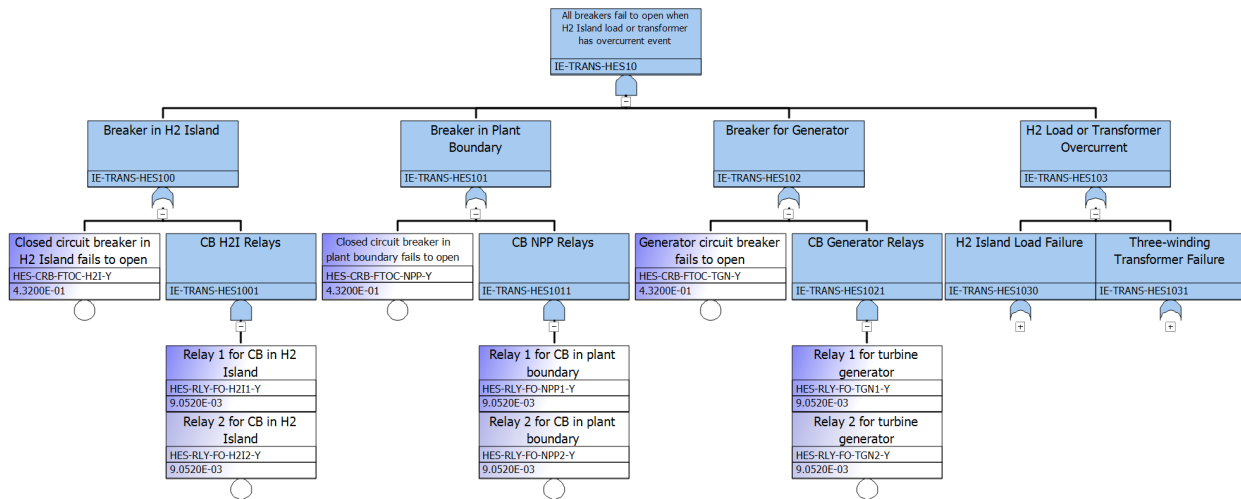 All breakers fail to open when
H2 Island load or transformer
has overcurrent event
IE-TRANS-HES10
Breaker in H2 Island
IE-TRANS-HES100
Breaker in Plant
Boundary
IE-TRANS-HES101
Breaker for Generator
IE-TRANS-HES102
H2 Load or Transformer
Overcurrent
IE-TRANS-HES103
Closed circuit breaker in
H2 Island fails to open
HES-CRB-FTOC-H2I-Y
4.3200E-01
CB H2I Relays
IE-TRANS-HES1001
Closed circuit breaker in
plant boundary fails to open
HES-CRB-FTOC-NPP-Y
4.3200E-01
CB NPP Relays
IE-TRANS-HES1011
Generator circuit breaker
fails to open
HES-CRB-FTOC-TGN-Y
4.3200E-01
CB Generator Relays
IE-TRANS-HES1021
H2 Island Load Failure
IE-TRANS-HES1030
Three-winding
Transformer Failure
IE-TRANS-HES1031
Relay 1 for CB in H2
Island
HES-RLY-FO-H2I1-Y
9.0520E-03
Relay 2 for CB in H2
Island
HES-RLY-FO-H2I2-Y
9.0520E-03
Relay 1 for CB in plant
boundary
HES-RLY-FO-NPP1-Y
9.0520E-03
Relay 2 for CB in plant
boundary
HES-RLY-FO-NPP2-Y
9.0520E-03
Relay 1 for turbine
generator
HES-RLY-FO-TGN1-Y
9.0520E-03
Relay 2 for turbine
generator
HES-RLY-FO-TGN2-Y
9.0520E-03